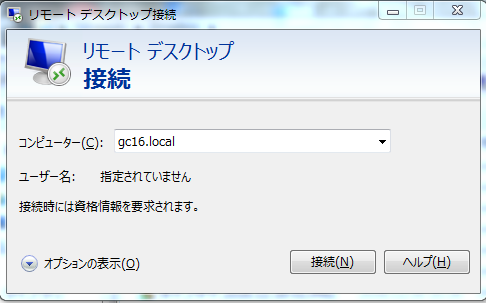 リモート デスクトップ接続
リモート デスクトップ
接続
コンピューター(C): gc16.local
ユーザー名: 指定されていません
接続時には資格情報を要求されます。
オプションの表示(O) 接続(N) ヘルプ(H)